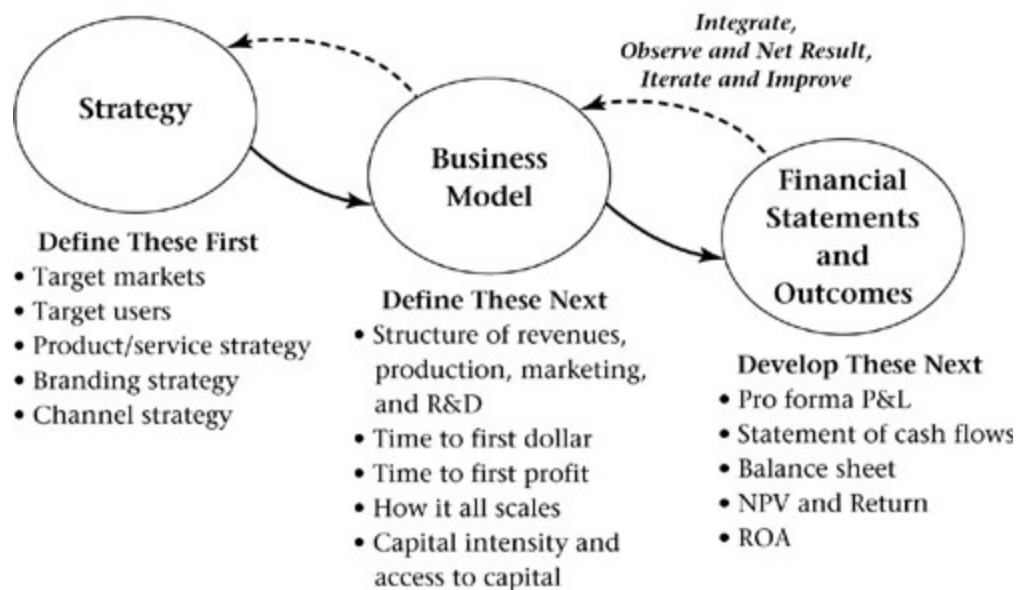 Integrate,
Observe and Net Result,
Iterate and Improve
Strategy
Business
Model
Financial
Statements
and
Outcomes
Define These First
• Target markets
• Target users
• Product/service strategy
• Branding strategy
• Channel strategy
Define These Next
• Structure of revenues,
production, marketing,
and R&D
• Time to first dollar
• Time to first profit
• How it all scales
• Capital intensity and
access to capital
Develop These Next
• Pro forma P&L
• Statement of cash flows
• Balance sheet
• NPV and Return
• ROA